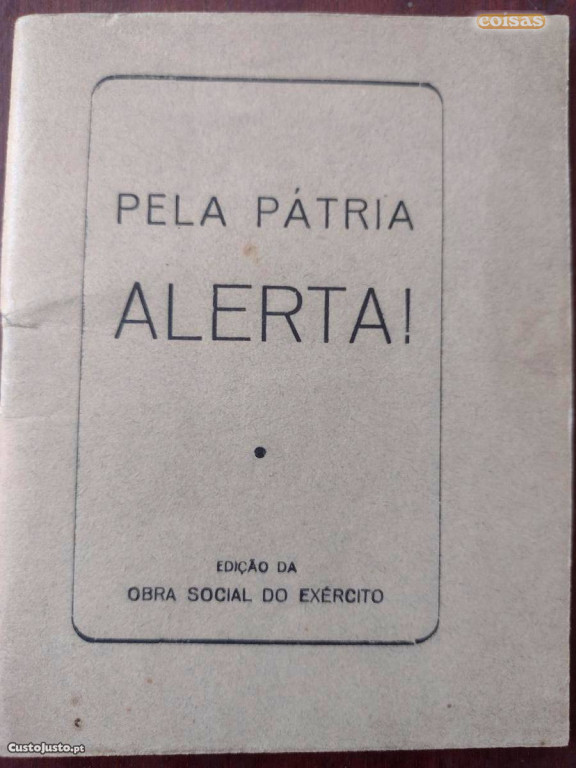 coisas
PELA PÁTRIA
ALERTA!
•
EDIÇÃO DA
OBRA SOCIAL DO EXÉRCITO
CustoJusto.pt